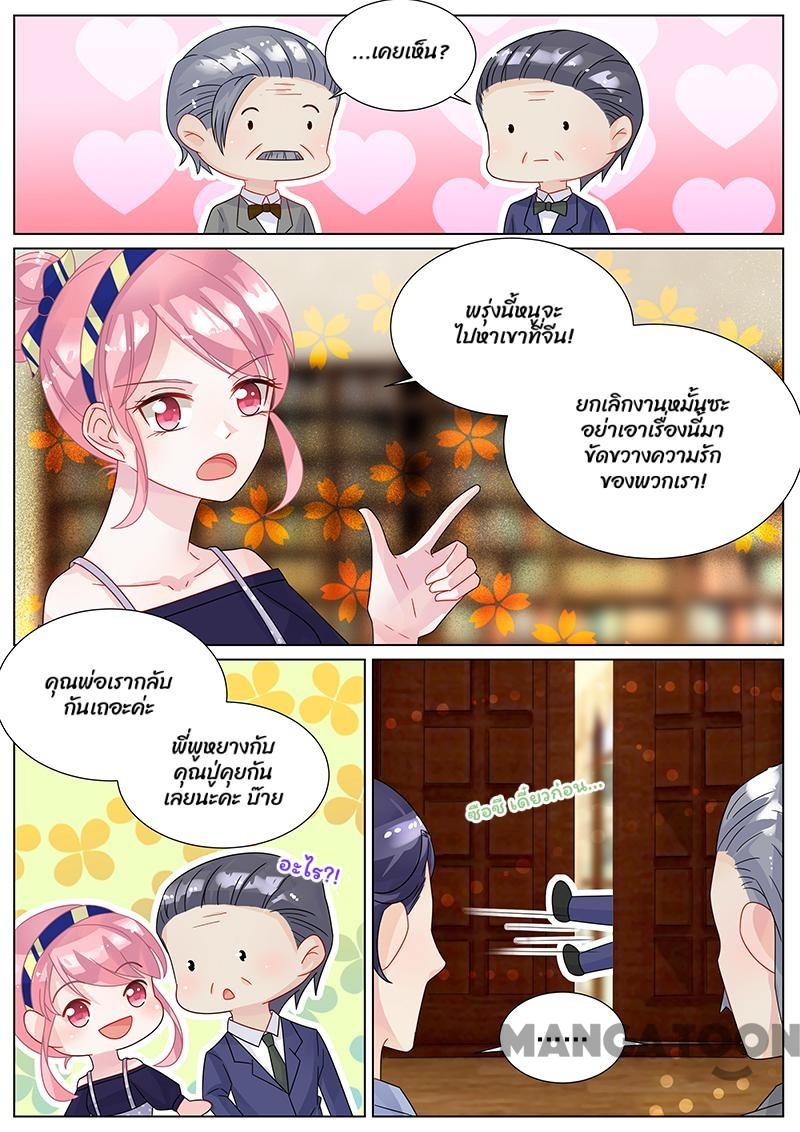 ...เคยเห็น?
พรุ่งนี้หนูจะ
ไปหาเขาที่จีน!
ยกเลิกงานหมั้นซะ
อย่าเอาเรื่องนี้มา
ขัดขวางความรัก
ของพวกเรา!
คุณพ่อเรากลับ
กันเถอะค่ะ
พี่พูหยางกับ
คุณปู่คุยกัน
เลยนะคะ บ๊าย
อะไร?!
ซือซี เดี๋ยวก่อน...
......
MANGATOON